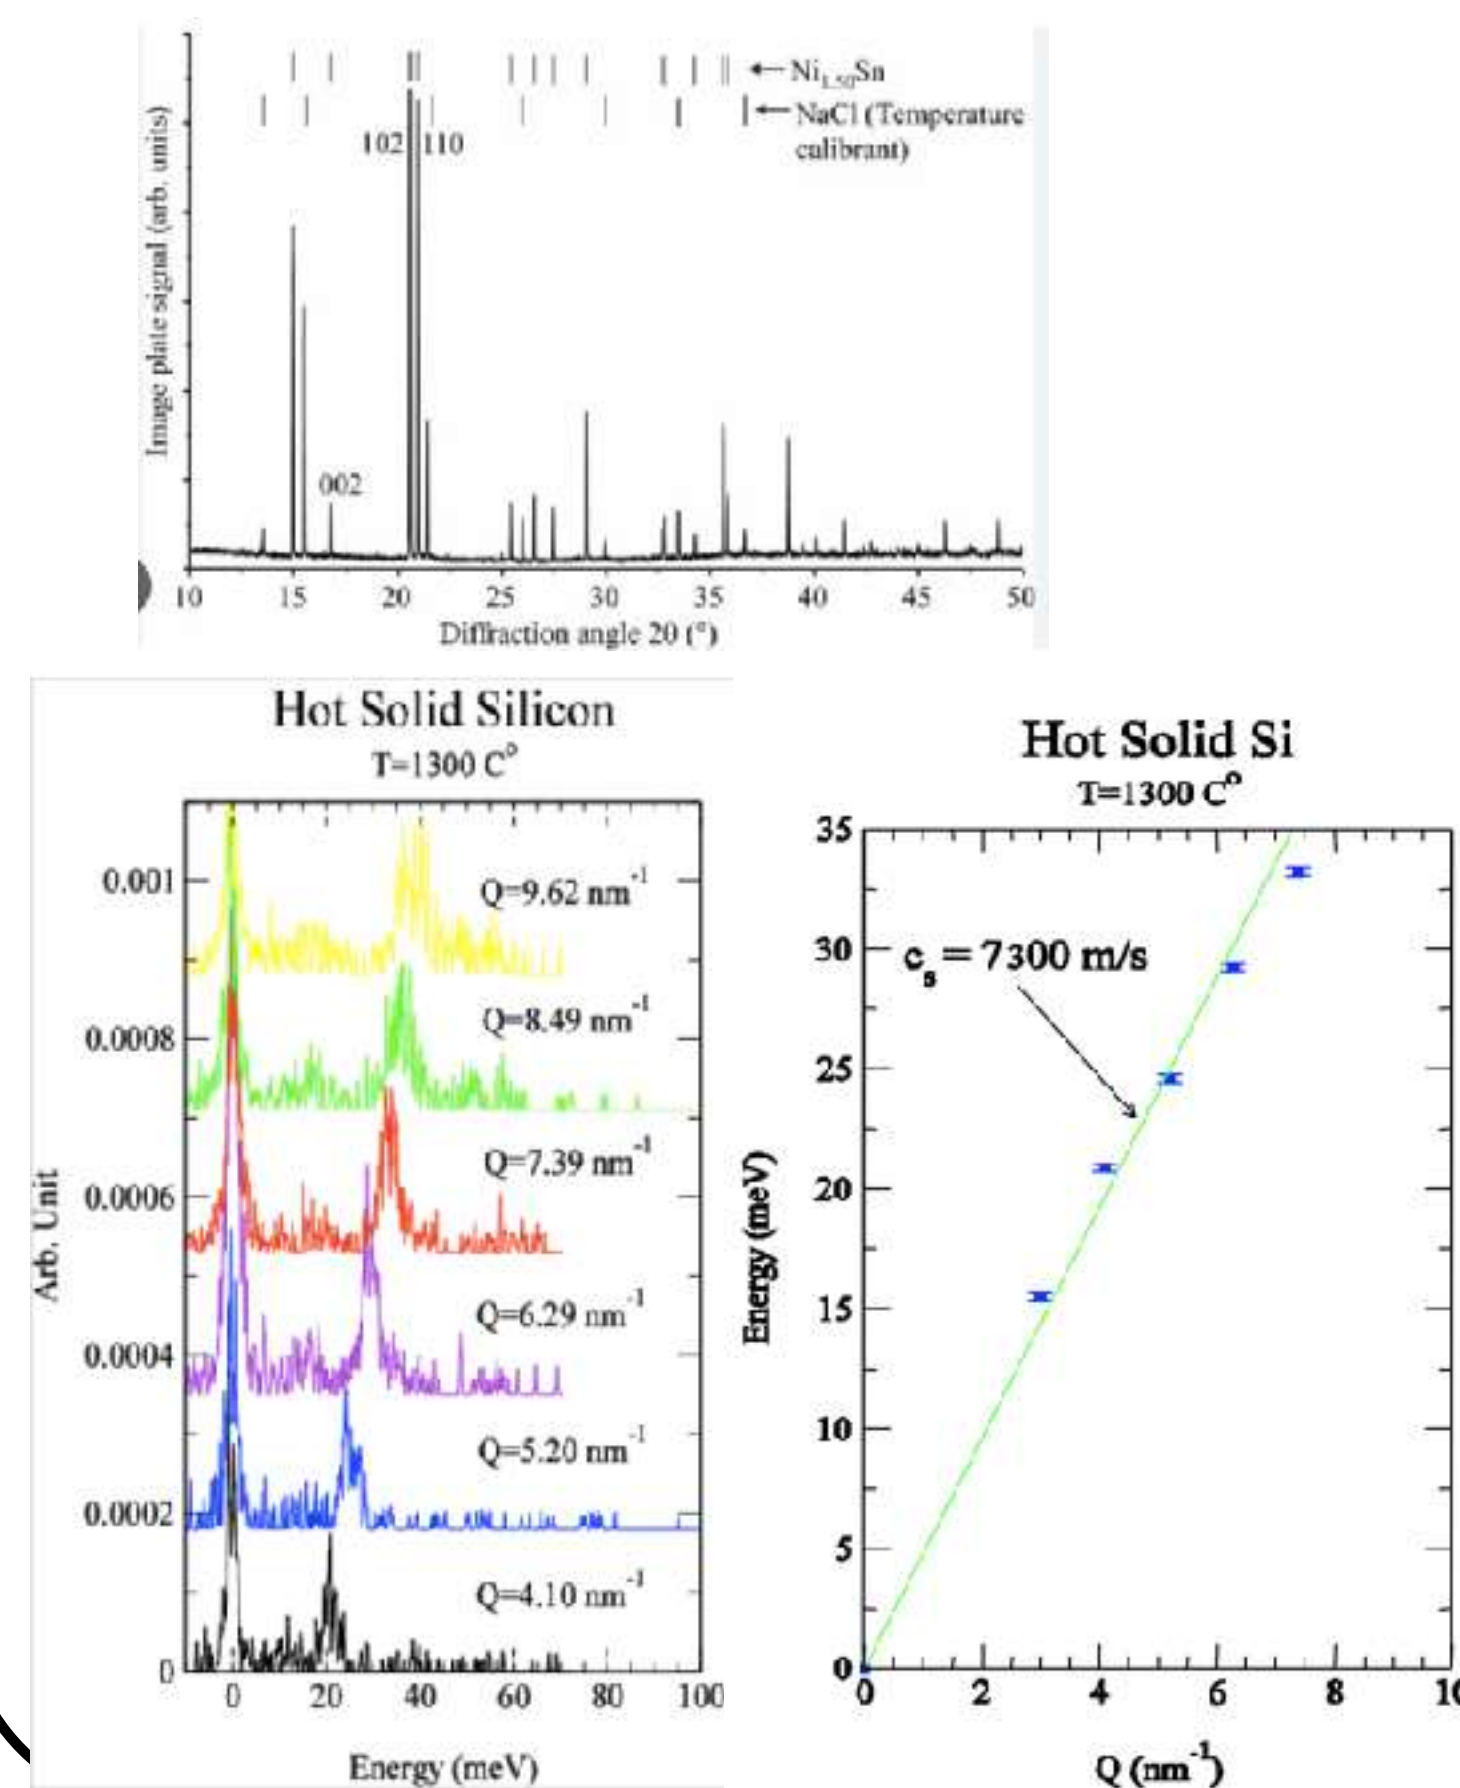 Ni1.50Sn
NaCl (Temperature
calibrant)
102 110
002
Image plate signal (arb. units)
10 15 20 25 30 35 40 45 50
Diffraction angle 2θ (°)
Hot Solid Silicon
T=1300 C°
0.001
0.0008
0.0006
0.0004
0.0002
0
Arb. Unit
Q=9.62 nm⁻¹
Q=8.49 nm⁻¹
Q=7.39 nm⁻¹
Q=6.29 nm⁻¹
Q=5.20 nm⁻¹
Q=4.10 nm⁻¹
0 20 40 60 80 100
Energy (meV)
Hot Solid Si
T=1300 C°
35
30
25
20
15
10
5
0
Energy (meV)
cs = 7300 m/s
0 2 4 6 8 10
Q (nm⁻¹)